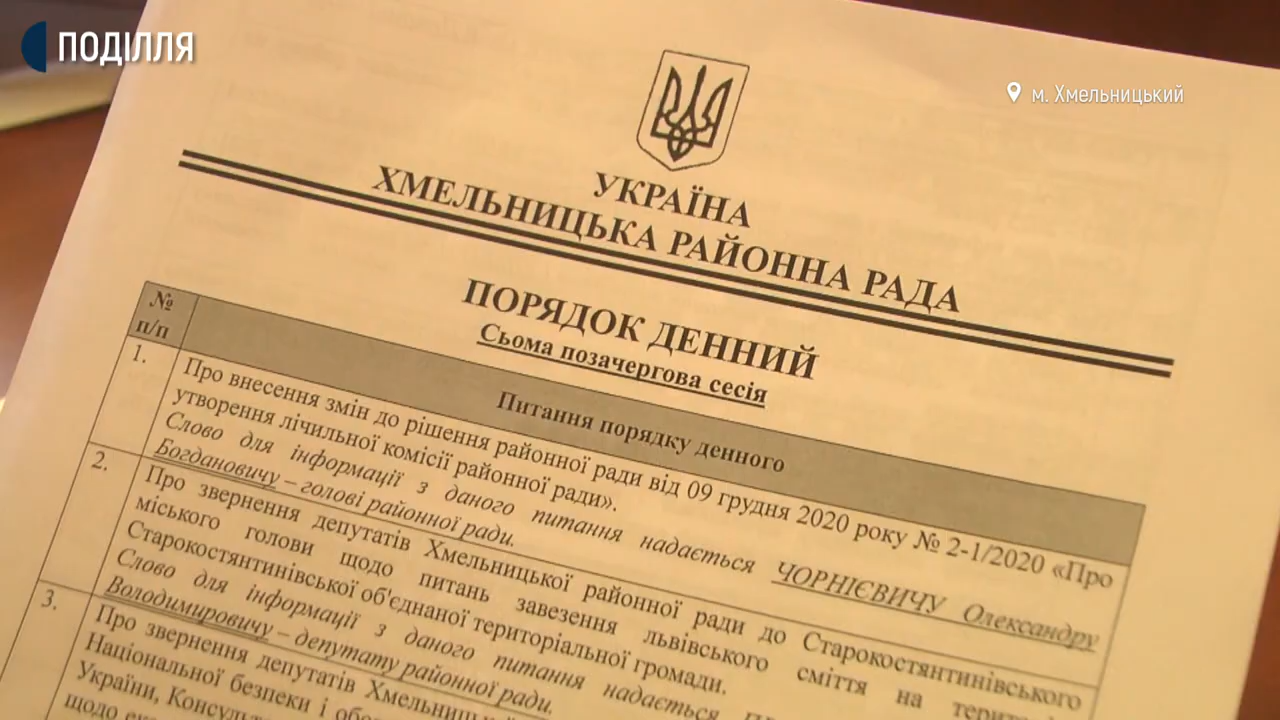 ПОДІЛЛЯ
м. Хмельницький
УКРАЇНА
ХМЕЛЬНИЦЬКА РАЙОННА РАДА
ПОРЯДОК ДЕННИЙ
Сьома позачергова сесія
№ п/п
Питання порядку денного
1.
Про внесення змін до рішення районної ради від 09 грудня 2020 року № 2-1/2020 «Про
утворення лічильної комісії районної ради».
Слово для інформації з даного питання надається ЧОРНІЄВИЧУ Олександру
Богдановичу – голові районної ради.
2.
Про звернення депутатів Хмельницької районної ради до Старокостянтинівського
міського голови щодо питань завезення львівського сміття на
Старокостянтинівської об'єднаної територіальної громади.
Слово для інформації з даного питання надається
Володимировичу – депутату районної ради.
3.
Про звернення депутатів
Національної безпеки і
України,
щодо